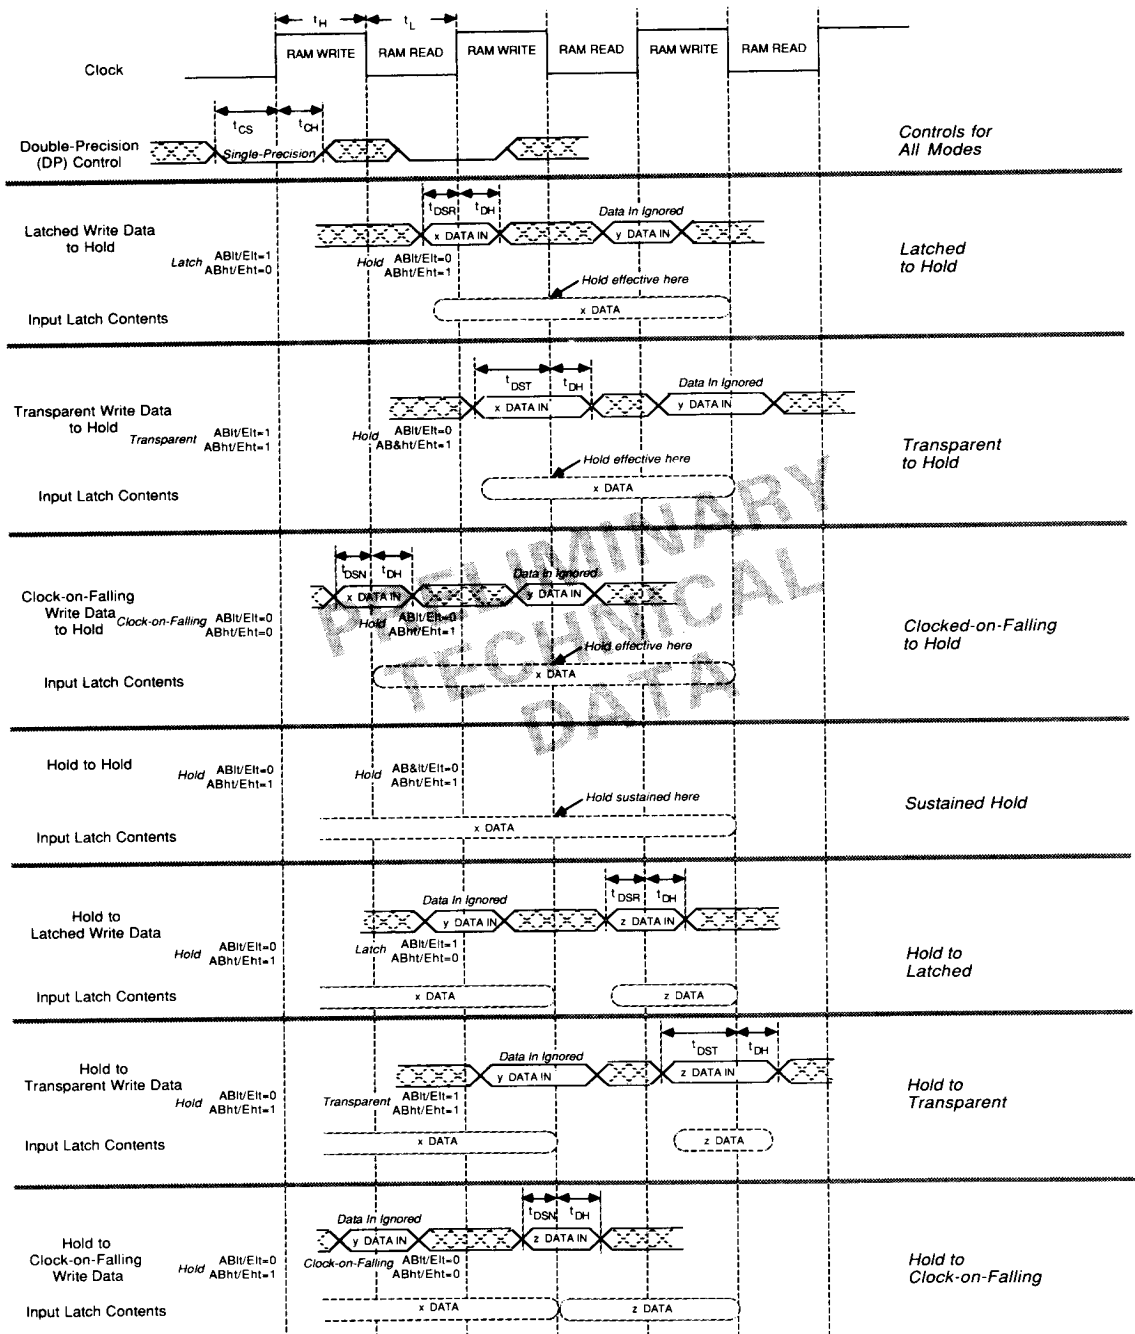 tH tL
RAM WRITE RAM READ RAM WRITE RAM READ RAM WRITE RAM READ
Clock
tCS tCH
Double-Precision
(DP) Control
Single-Precision
Controls for
All Modes
tDSR tDH
Data In Ignored
Latched Write Data
to Hold
x DATA IN y DATA IN
Latch ABlt/Elt=1
ABht/Eht=0
Hold ABlt/Elt=0
ABht/Eht=1
Latched
to Hold
Hold effective here
Input Latch Contents
x DATA
tDST tDH
Data In Ignored
Transparent Write Data
to Hold
x DATA IN y DATA IN
Transparent ABlt/Elt=1
ABht/Eht=1
Hold ABlt/Elt=0
AB&ht/Eht=1
Transparent
to Hold
Hold effective here
Input Latch Contents
x DATA
PRELIMINARY
TECHNICAL
DATA
tDSN tDH
Data In Ignored
Clock-on-Falling
Write Data
to Hold
x DATA IN y DATA IN
Clock-on-Falling ABlt/Elt=0
ABht/Eht=0
Hold ABlt/Elt=0
ABht/Eht=1
Clocked-on-Falling
to Hold
Hold effective here
Input Latch Contents
x DATA
Hold to Hold
Hold ABlt/Elt=0
ABht/Eht=1
Hold AB&lt/Elt=0
ABht/Eht=1
Hold sustained here
Sustained Hold
Input Latch Contents
x DATA
tDSR tDH
Data In Ignored
Hold to
Latched Write Data
y DATA IN z DATA IN
Hold ABlt/Elt=0
ABht/Eht=1
Latch ABlt/Elt=1
ABht/Eht=0
Hold to
Latched
Input Latch Contents
x DATA z DATA
tDST tDH
Data In Ignored
Hold to
Transparent Write Data
y DATA IN z DATA IN
Hold ABlt/Elt=0
ABht/Eht=1
Transparent ABlt/Elt=1
ABht/Eht=1
Hold to
Transparent
Input Latch Contents
x DATA z DATA
tDSN tDH
Data In Ignored
Hold to
Clock-on-Falling
Write Data
y DATA IN z DATA IN
Hold ABlt/Elt=0
ABht/Eht=1
Clock-on-Falling ABlt/Elt=0
ABht/Eht=0
Hold to
Clock-on-Falling
Input Latch Contents
x DATA z DATA